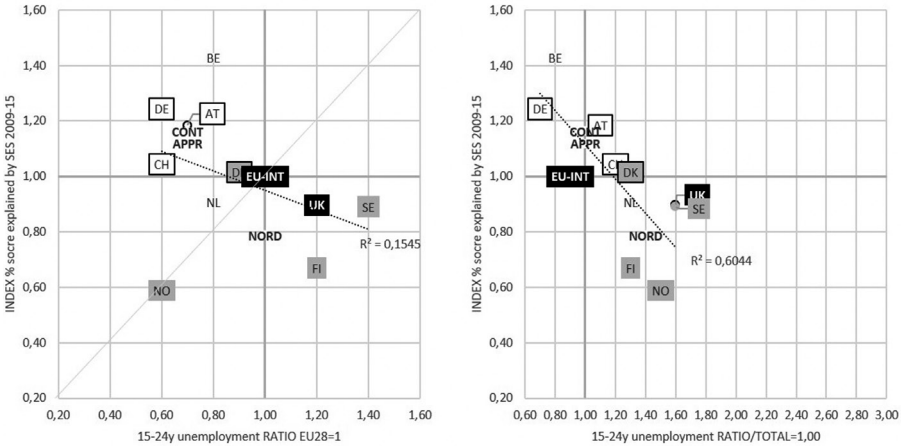 1,60
1,40
1,20
1,00
0,80
0,60
0,40
0,20
INDEX % socre explained by SES 2009-15
BE
DE
AT
CONT
APPR
CH
EU-INT
NL
UK
SE
NORD
R² = 0,1545
FI
NO
0,20 0,40 0,60 0,80 1,00 1,20 1,40 1,60
15-24y unemployment RATIO EU28=1
1,60
1,40
1,20
1,00
0,80
0,60
0,40
0,20
INDEX % socre explained by SES 2009-15
BE
DE
AT
CONT
APPR
CH
EU-INT
DK
NL
UK
SE
NORD
R² = 0,6044
FI
NO
0,60 0,80 1,00 1,20 1,40 1,60 1,80 2,00 2,20 2,40 2,60 2,80 3,00
15-24y unemployment RATIO/TOTAL=1,00